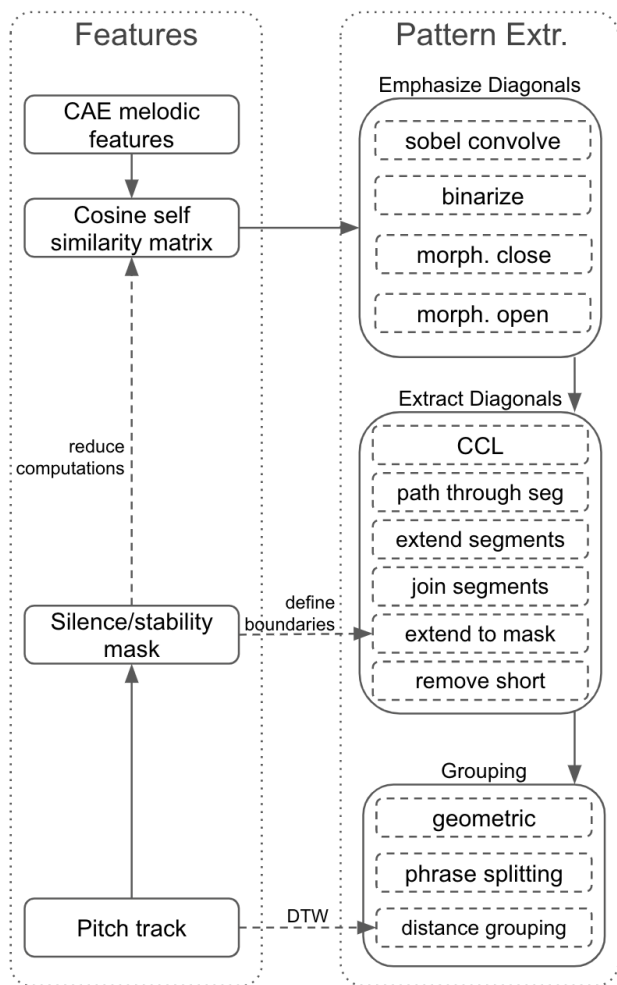 Features
CAE melodic
features
Cosine self
similarity matrix
reduce
computations
Silence/stability
mask
Pitch track
define
boundaries
DTW
Pattern Extr.
Emphasize Diagonals
sobel convolve
binarize
morph. close
morph. open
Extract Diagonals
CCL
path through seg
extend segments
join segments
extend to mask
remove short
Grouping
geometric
phrase splitting
distance grouping